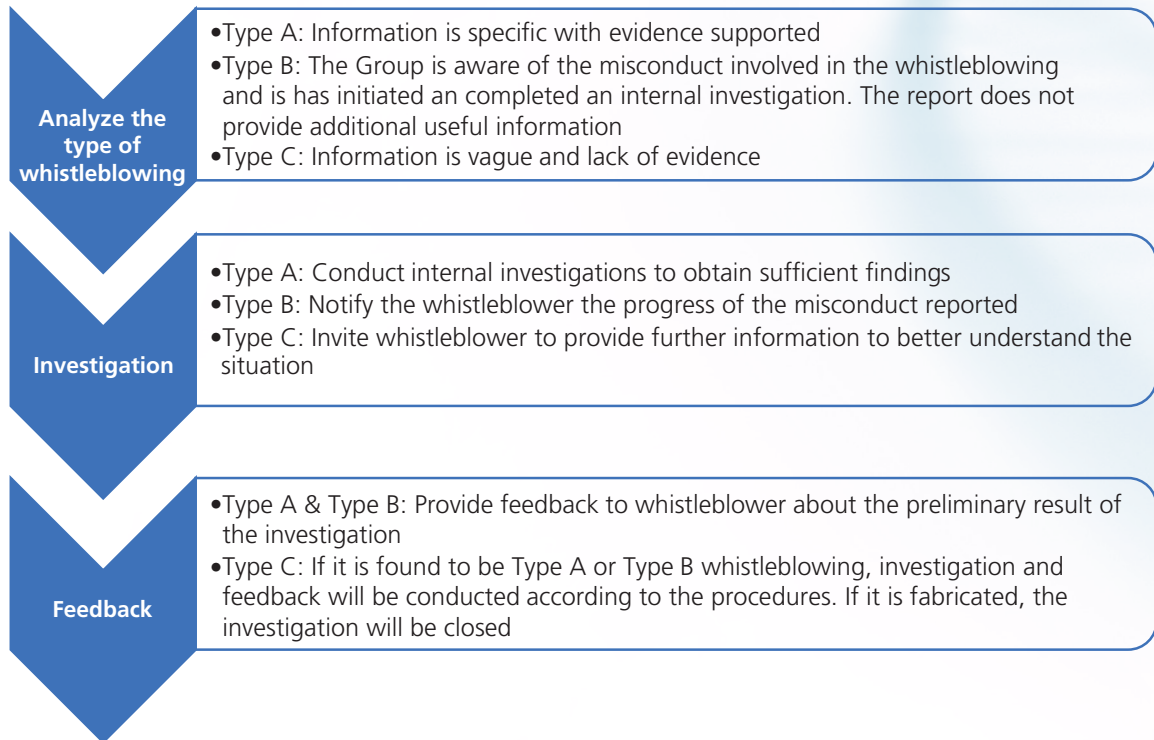 Analyze the
type of
whistleblowing
•Type A: Information is specific with evidence supported
•Type B: The Group is aware of the misconduct involved in the whistleblowing
and is has initiated an completed an internal investigation. The report does not
provide additional useful information
•Type C: Information is vague and lack of evidence
Investigation
•Type A: Conduct internal investigations to obtain sufficient findings
•Type B: Notify the whistleblower the progress of the misconduct reported
•Type C: Invite whistleblower to provide further information to better understand the
situation
Feedback
•Type A & Type B: Provide feedback to whistleblower about the preliminary result of
the investigation
•Type C: If it is found to be Type A or Type B whistleblowing, investigation and
feedback will be conducted according to the procedures. If it is fabricated, the
investigation will be closed